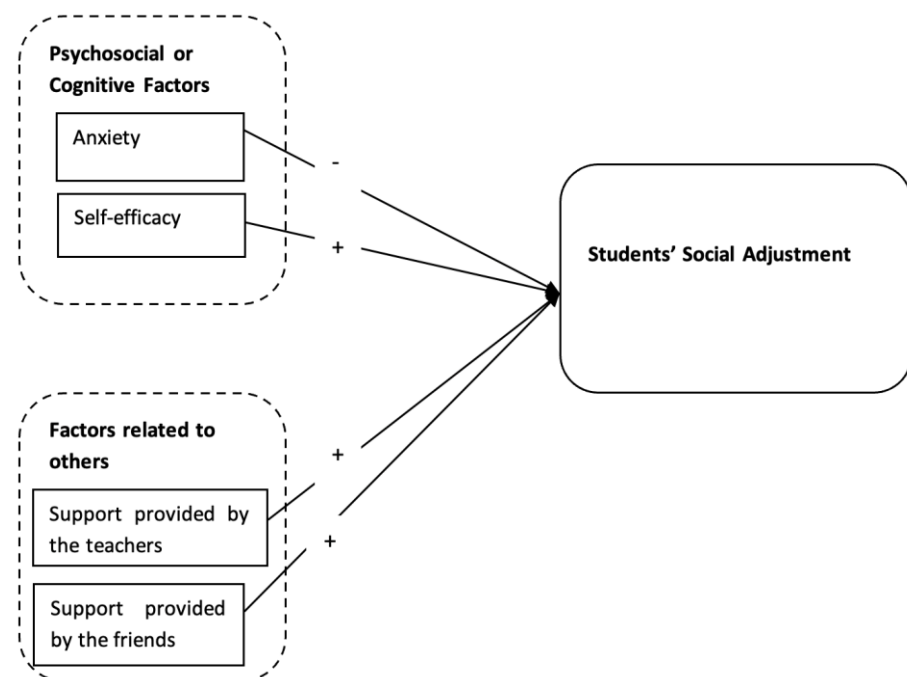 Psychosocial or
Cognitive Factors
Anxiety
-
Self-efficacy
+
Students’ Social Adjustment
Factors related to
others
+
Support provided by
the teachers
+
Support provided
by the friends